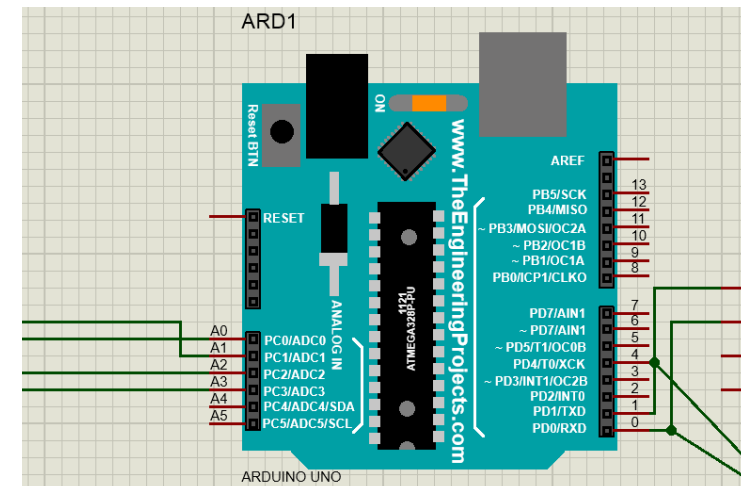 ARD1
ON
Reset BTN
www.TheEngineeringProjects.com
AREF
PB5/SCK 13
PB4/MISO 12
~ PB3/MOSI/OC2A 11
~ PB2/OC1B 10
~ PB1/OC1A 9
PB0/ICP1/CLKO 8
RESET
ANALOG IN
1121
ATMEGA328P-PU
PD7/AIN1 7
~ PD7/AIN1 6
~ PD5/T1/OC0B 5
PD4/T0/XCK 4
~ PD3/INT1/OC2B 3
PD2/INT0 2
PD1/TXD 1
PD0/RXD 0
A0 PC0/ADC0
A1 PC1/ADC1
A2 PC2/ADC2
A3 PC3/ADC3
A4 PC4/ADC4/SDA
A5 PC5/ADC5/SCL
ARDUINO UNO